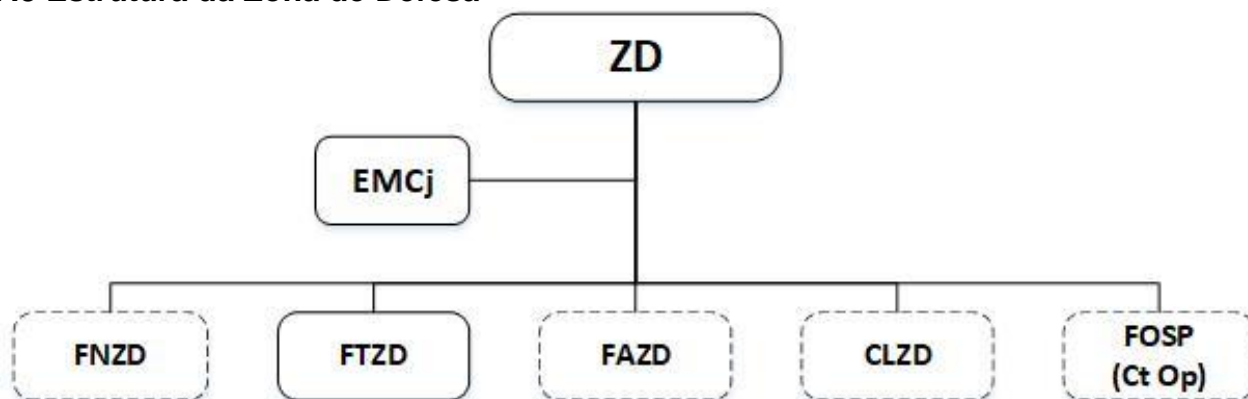 Estrutura da Zona de Defesa
ZD
EMCj
FNZD
FTZD
FAZD
CLZD
FOSP
(Ct Op)